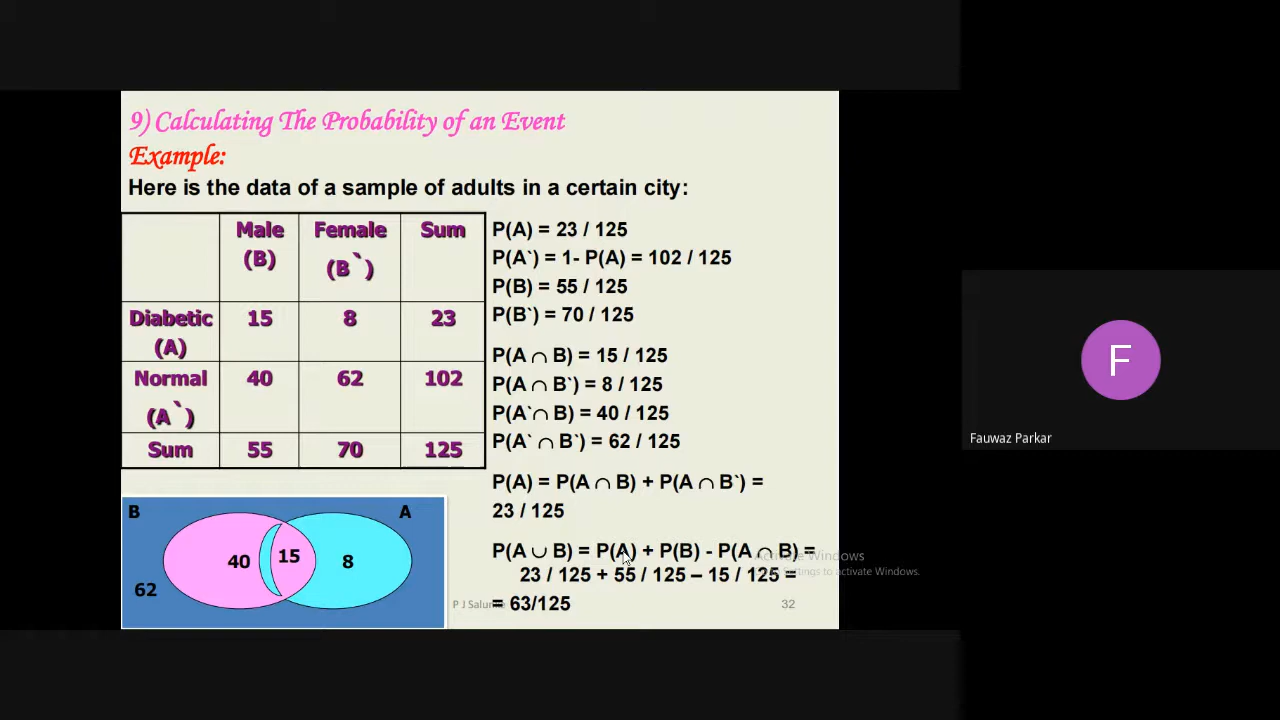 9) Calculating The Probability of an Event
Example:
Here is the data of a sample of adults in a certain city:
Male (B) Female (B`) Sum
Diabetic (A) 15 8 23
Normal (A`) 40 62 102
Sum 55 70 125
P(A) = 23 / 125
P(A`) = 1- P(A) = 102 / 125
P(B) = 55 / 125
P(B`) = 70 / 125
P(A ∩ B) = 15 / 125
P(A ∩ B`) = 8 / 125
P(A`∩ B) = 40 / 125
P(A` ∩ B`) = 62 / 125
P(A) = P(A ∩ B) + P(A ∩ B`) =
23 / 125
P(A ∪ B) = P(A) + P(B) - P(A ∩ B) =
23 / 125 + 55 / 125 – 15 / 125 =
= 63/125
B A
40 15 8
62
P J 32
Activate Windows
Settings to activate Windows.
F
Fauwaz Parkar